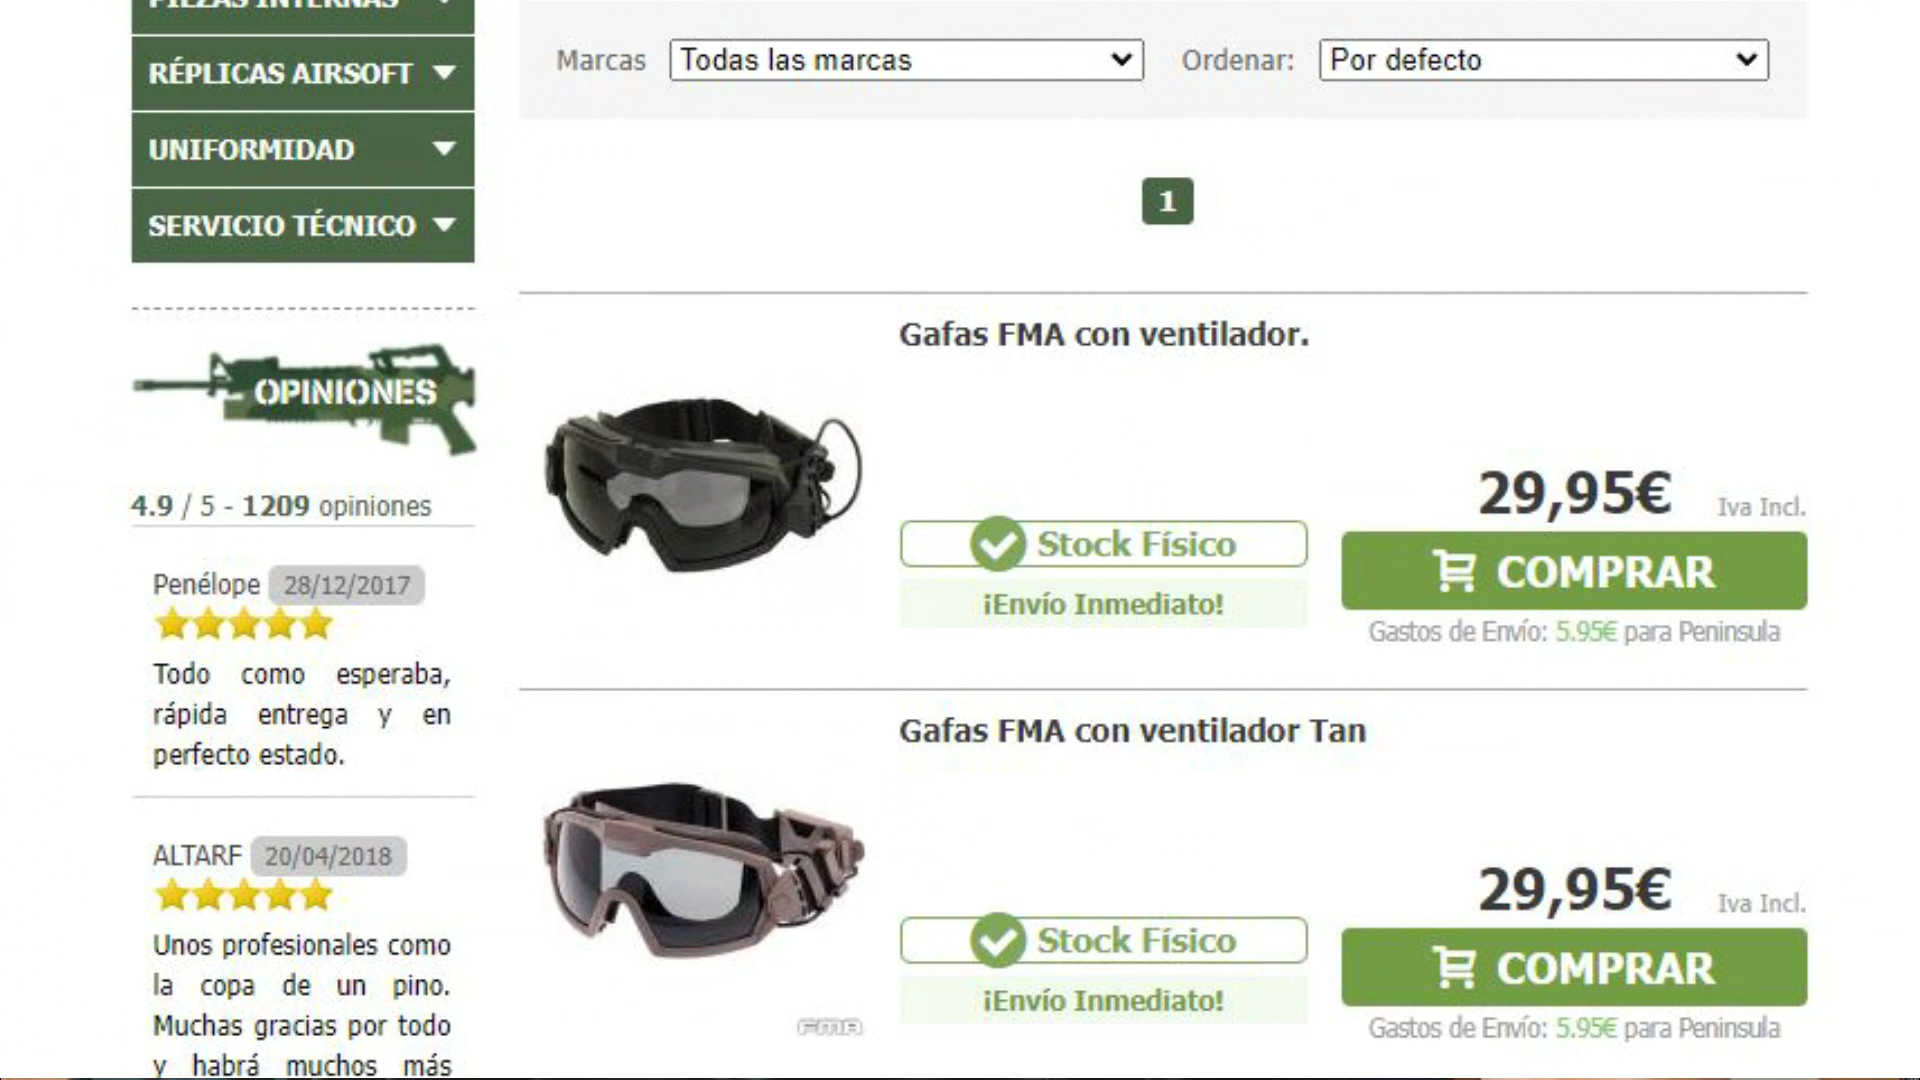 PIEZAS INTERNAS
RÉPLICAS AIRSOFT
UNIFORMIDAD
SERVICIO TÉCNICO
OPINIONES
4.9 / 5 - 1209 opiniones
Penélope 28/12/2017
Todo como esperaba,
rápida entrega y en
perfecto estado.
ALTARF 20/04/2018
Unos profesionales como
la copa de un pino.
Muchas gracias por todo
y habrá muchos más
Marcas Todas las marcas Ordenar: Por defecto
1
Gafas FMA con ventilador.
Stock Físico
¡Envío Inmediato!
29,95€ Iva Incl.
COMPRAR
Gastos de Envío: 5.95€ para Peninsula
Gafas FMA con ventilador Tan
FMA
Stock Físico
¡Envío Inmediato!
29,95€ Iva Incl.
COMPRAR
Gastos de Envío: 5.95€ para Peninsula